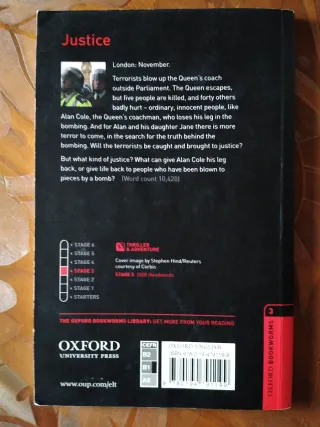 Justice
London: November.
Terrorists blow up the Queen's coach
outside Parliament. The Queen escapes,
but five people are killed, and forty others
badly hurt – ordinary, innocent people, like
Alan Cole, the Queen's coachman, who loses his leg in the
bombing. And for Alan and his daughter Jane there is more
terror to come, in the search for the truth behind the
bombing. Will the terrorists be caught and brought to justice?
But what kind of justice? What can give Alan Cole his leg
back, or give life back to people who have been blown to
pieces by a bomb? (Word count 10,420)
STAGE 6
STAGE 5
STAGE 4
STAGE 3
STAGE 2
STAGE 1
STARTERS
THRILLER
& ADVENTURE
Cover image by Stephen Hind/Reuters
courtesy of Corbis
STAGE 3
THE OXFORD BOOKWORMS LIBRARY: GET MORE FROM YOUR READING
3
OXFORD BOOKWORMS
OXFORD
UNIVERSITY PRESS
www.oup.com/elt
CEFR
B2
B1
A2
OXFORD ENGLISH